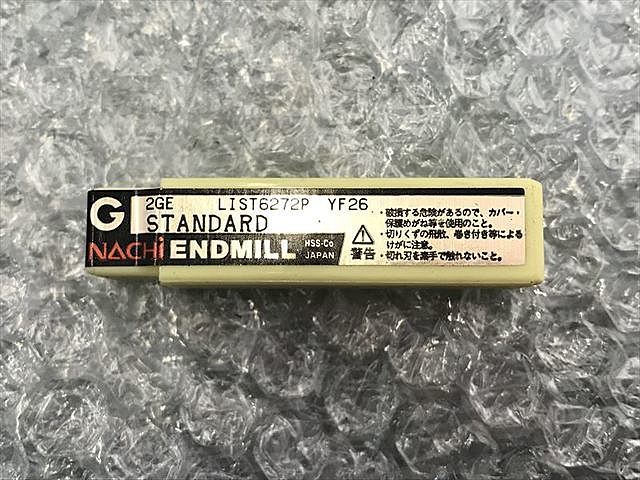 G 2GE LIST6272P YF26
STANDARD
NACHi ENDMILL HSS-Co
JAPAN
警告
・破損する危険があるので、カバー・
保護めがね等を使用のこと。
・切りくずの飛散、巻き付き等による
けがに注意。
・切れ刃を素手で触れないこと。